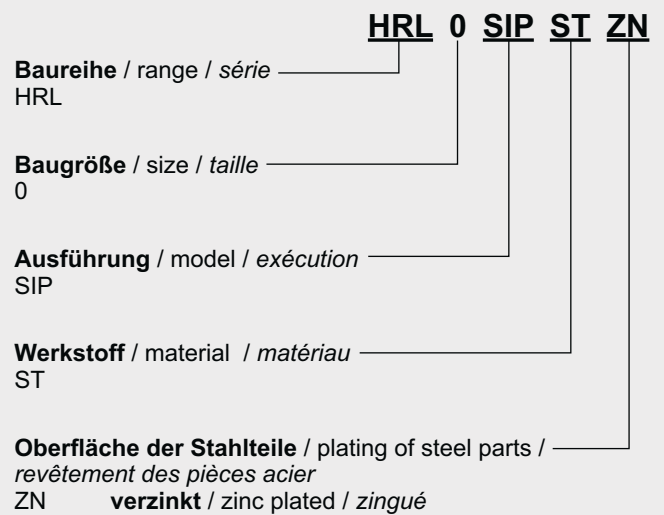 HRL 0 SIP ST ZN
Baureihe / range / série
HRL
Baugröße / size / taille
0
Ausführung / model / exécution
SIP
Werkstoff / material / matériau
ST
Oberfläche der Stahlteile / plating of steel parts /
revêtement des pièces acier
ZN verzinkt / zinc plated / zingué